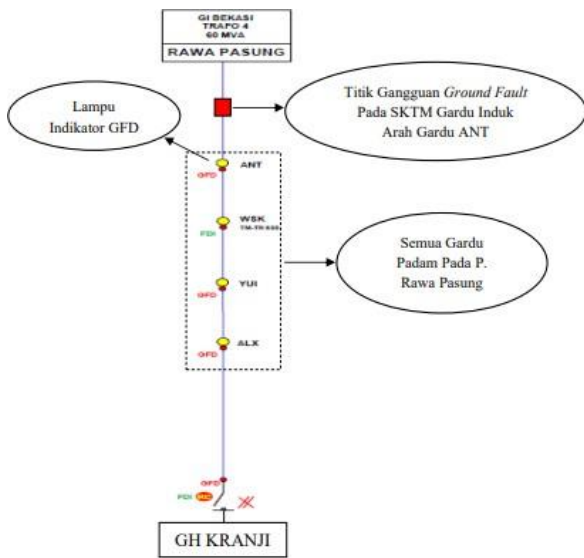 GI BEKASI
TRAFO 4
60 MVA
RAWA PASUNG
Lampu
Indikator GFD
Titik Gangguan Ground Fault
Pada SKTM Gardu Induk
Arah Gardu ANT
ANT
GFD
WSK
FDI
YUI
GFD
ALX
GFD
Semua Gardu
Padam Pada P.
Rawa Pasung
GFD
FDI
GH KRANJI